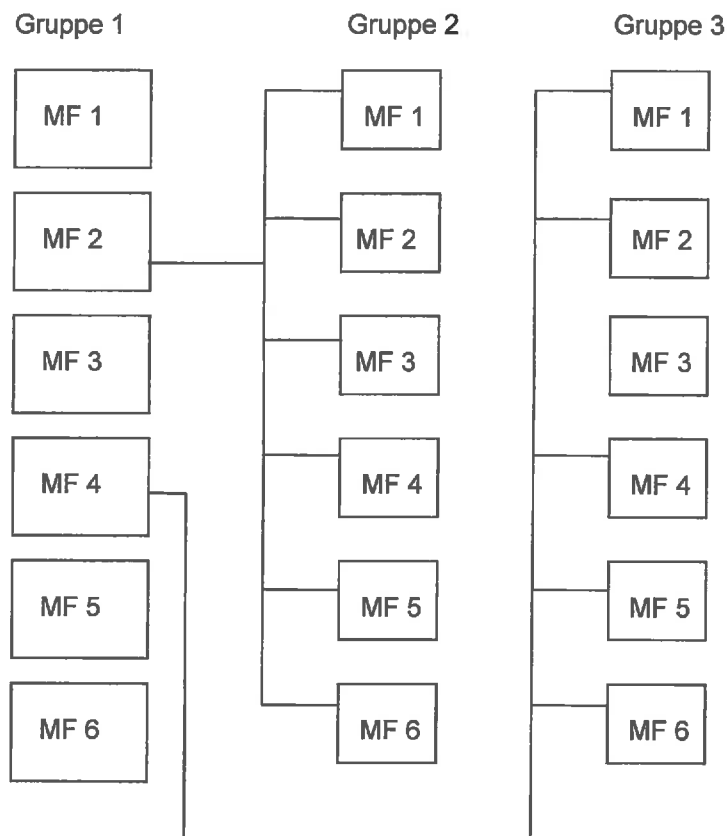 Gruppe 1 Gruppe 2 Gruppe 3
MF 1 MF 1 MF 1
MF 2 MF 2 MF 2
MF 3 MF 3 MF 3
MF 4 MF 4 MF 4
MF 5 MF 5 MF 5
MF 6 MF 6 MF 6